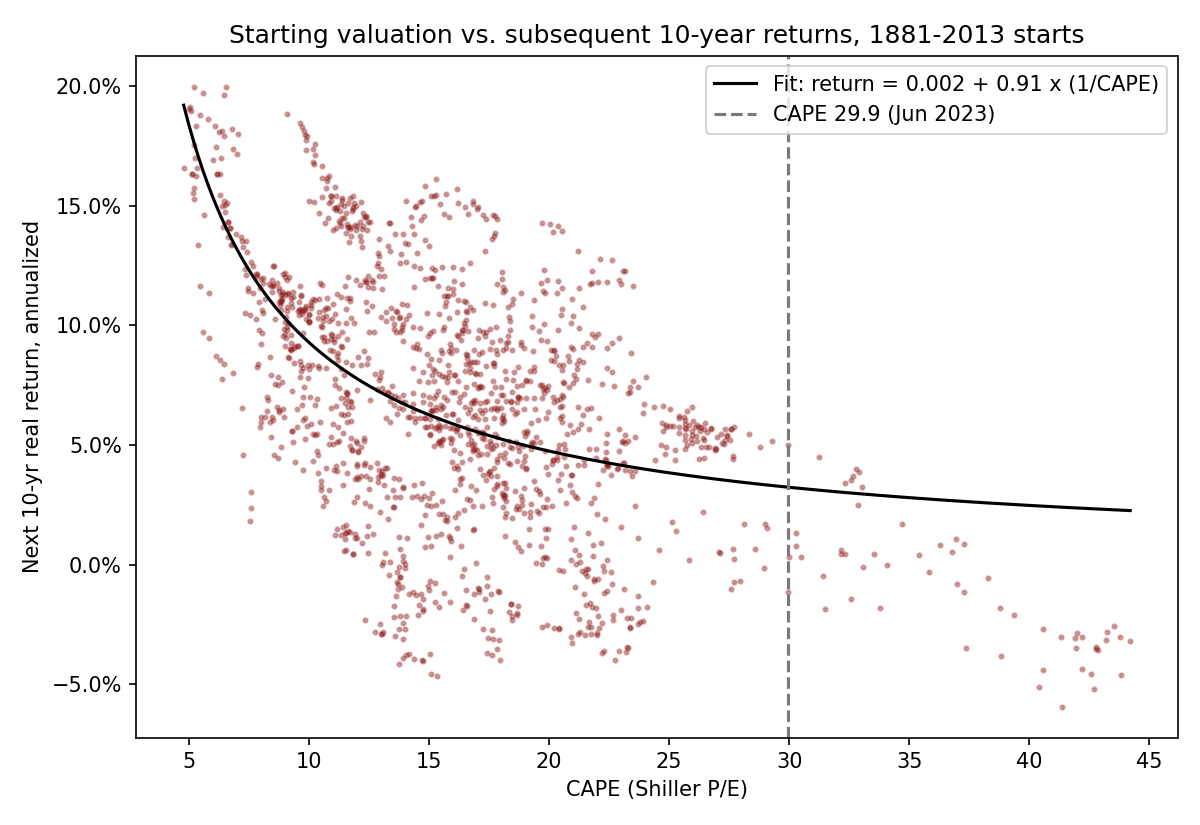 Starting valuation vs. subsequent 10-year returns, 1881-2013 starts
Fit: return = 0.002 + 0.91 x (1/CAPE)
CAPE 29.9 (Jun 2023)
Next 10-yr real return, annualized
20.0%
15.0%
10.0%
5.0%
0.0%
−5.0%
5 10 15 20 25 30 35 40 45
CAPE (Shiller P/E)